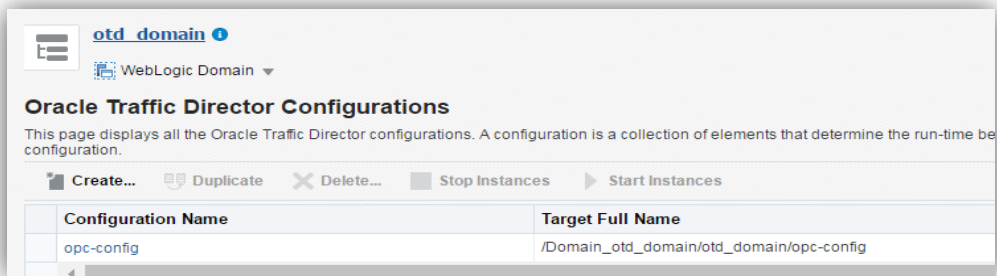 otd_domain
WebLogic Domain
Oracle Traffic Director Configurations
This page displays all the Oracle Traffic Director configurations. A configuration is a collection of elements that determine the run-time be
configuration.
Create... Duplicate Delete... Stop Instances Start Instances
Configuration Name Target Full Name
opc-config /Domain_otd_domain/otd_domain/opc-config